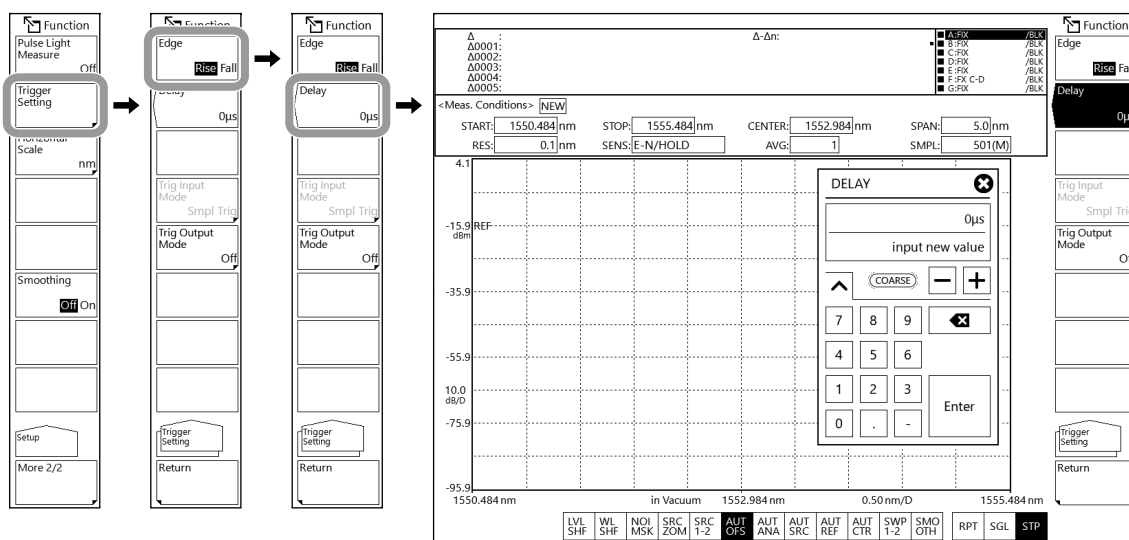 Function
Pulse Light
Measure
Off
Trigger
Setting
Horizontal
Scale
nm
Smoothing
Off On
Setup
More 2/2
Function
Edge
Rise Fall
Delay
0µs
Trig Input
Mode
Smpl Trig
Trig Output
Mode
Off
Trigger
Setting
Return
Function
Edge
Rise Fall
Delay
0µs
Trig Input
Mode
Smpl Trig
Trig Output
Mode
Off
Trigger
Setting
Return
Δ :
Δ0001:
Δ0002:
Δ0003:
Δ0004:
Δ0005:
Δ-Δn:
A:FIX /BLK
B:FIX /BLK
C:FIX /BLK
D:FIX /BLK
E :FIX /BLK
F :FX C-D /BLK
G:FIX /BLK
<Meas. Conditions> NEW
START: 1550.484 nm STOP: 1555.484 nm CENTER: 1552.984 nm SPAN: 5.0 nm
RES: 0.1 nm SENS: E-N/HOLD AVG: 1 SMPL: 501(M)
4.1
-15.9 REF
dBm
-35.9
-55.9
10.0
dB/D
-75.9
-95.9
1550.484 nm in Vacuum 1552.984 nm 0.50 nm/D 1555.484 nm
DELAY
0µs
input new value
COARSE − +
7 8 9
4 5 6
1 2 3
Enter
0 . -
LVL SHF
WL SHF
NOI MSK
SRC ZOM
SRC 1-2
AUT OFS
AUT ANA
AUT SRC
AUT REF
AUT CTR
SWP 1-2
SMO OTH
RPT SGL STP
Function
Edge
Rise Fa
Delay
0µ
Trig Input
Mode
Smpl Tri
Trig Output
Mode
O
Trigger
Setting
Return